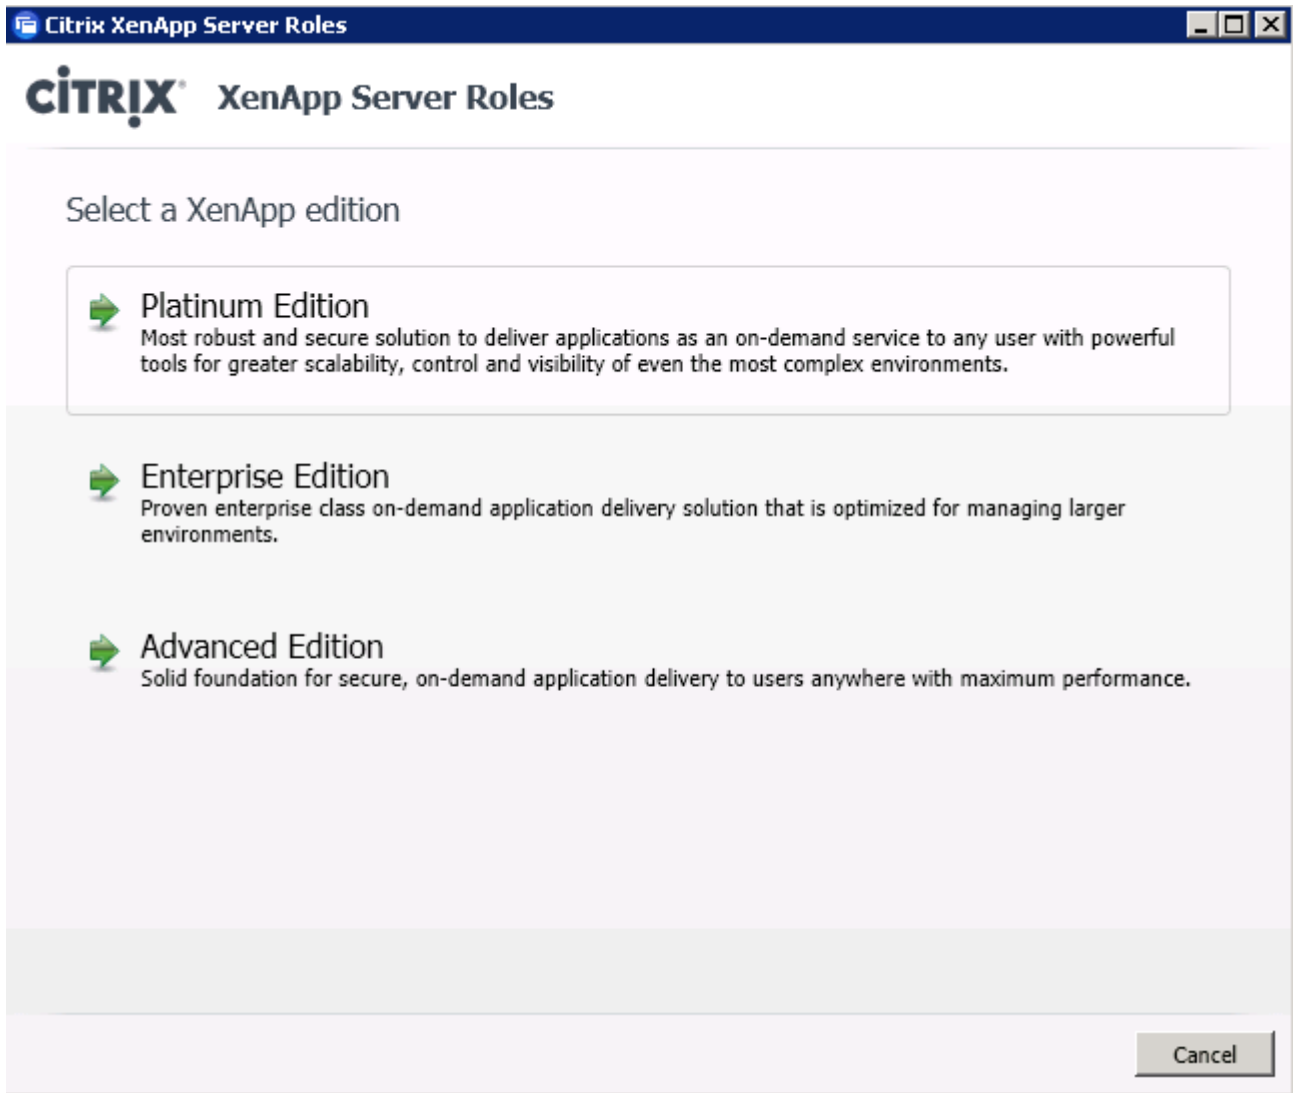 Citrix XenApp Server Roles
CITRIX XenApp Server Roles
Select a XenApp edition
Platinum Edition
Most robust and secure solution to deliver applications as an on-demand service to any user with powerful
tools for greater scalability, control and visibility of even the most complex environments.
Enterprise Edition
Proven enterprise class on-demand application delivery solution that is optimized for managing larger
environments.
Advanced Edition
Solid foundation for secure, on-demand application delivery to users anywhere with maximum performance.
Cancel